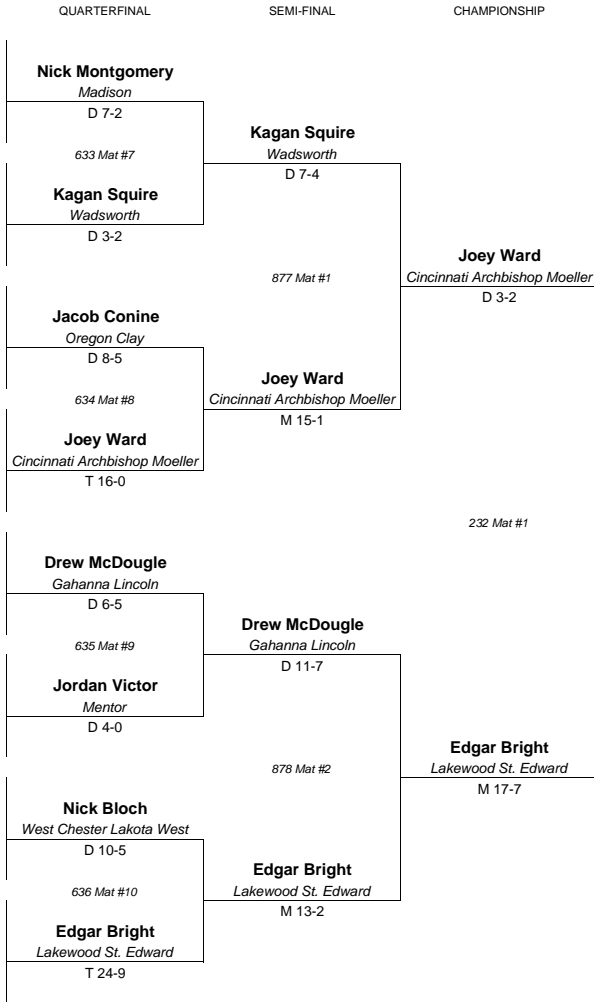 QUARTERFINAL SEMI-FINAL CHAMPIONSHIP
Nick Montgomery
Madison
D 7-2
Kagan Squire
633 Mat #7
Wadsworth
D 7-4
Kagan Squire
Wadsworth
D 3-2
Joey Ward
877 Mat #1
Cincinnati Archbishop Moeller
D 3-2
Jacob Conine
Oregon Clay
D 8-5
Joey Ward
634 Mat #8
Cincinnati Archbishop Moeller
M 15-1
Joey Ward
Cincinnati Archbishop Moeller
T 16-0
232 Mat #1
Drew McDougle
Gahanna Lincoln
D 6-5
Drew McDougle
635 Mat #9
Gahanna Lincoln
D 11-7
Jordan Victor
Mentor
D 4-0
Edgar Bright
878 Mat #2
Lakewood St. Edward
M 17-7
Nick Bloch
West Chester Lakota West
D 10-5
Edgar Bright
636 Mat #10
Lakewood St. Edward
M 13-2
Edgar Bright
Lakewood St. Edward
T 24-9